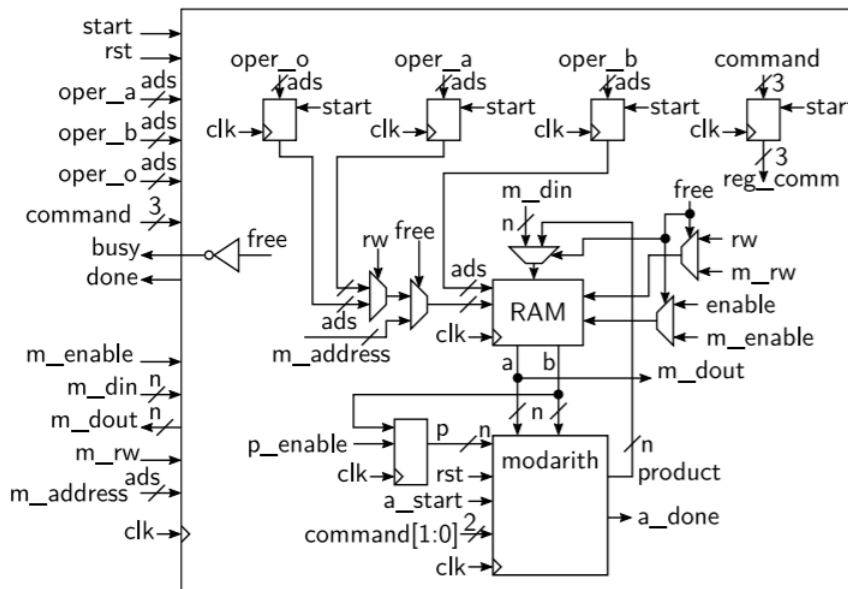 start
rst
oper_a
ads
oper_b
ads
oper_o
ads
command
3
busy
free
done
m_enable
m_din
n
m_dout
n
m_rw
m_address
ads
clk
oper_o
ads
start
clk
oper_a
ads
start
clk
oper_b
ads
start
clk
command
3
start
clk
3
reg_comm
m_din
n
free
rw
m_rw
enable
m_enable
rw
free
ads
ads
m_address
RAM
clk
a
b
m_dout
p_enable
clk
p
n
n
n
modarith
rst
a_start
command[1:0]
2
clk
product
a_done